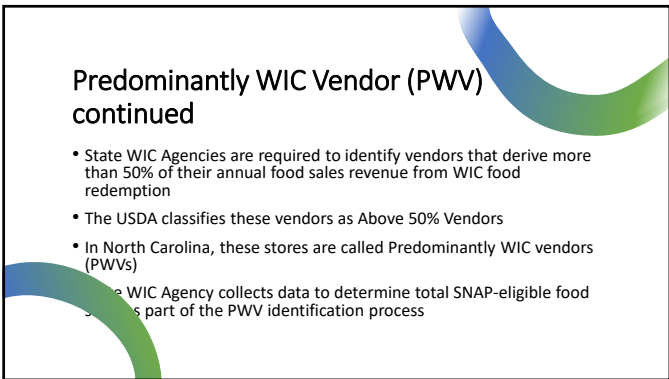 Predominantly WIC Vendor (PWV)
continued
• State WIC Agencies are required to identify vendors that derive more
than 50% of their annual food sales revenue from WIC food
redemption
• The USDA classifies these vendors as Above 50% Vendors
• In North Carolina, these stores are called Predominantly WIC vendors
(PWVs)
WIC Agency collects data to determine total SNAP-eligible food
part of the PWV identification process